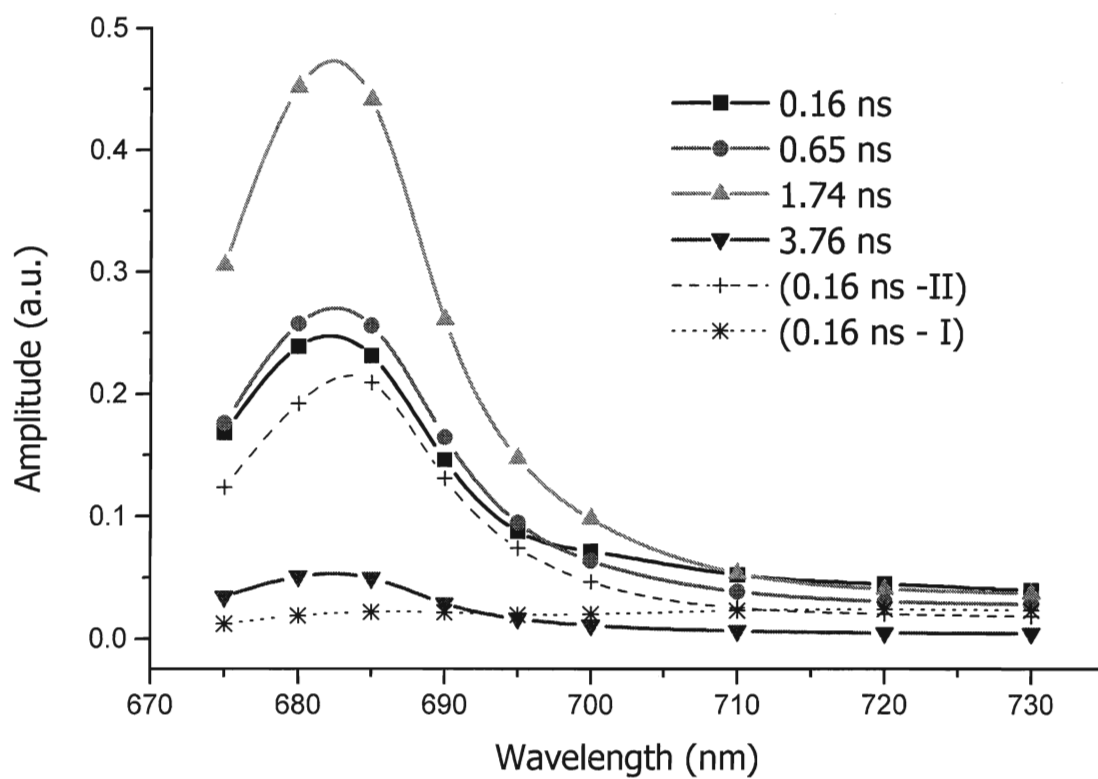 0.5
0.4
0.3
0.2
0.1
0.0
Amplitude (a.u.)
0.16 ns
0.65 ns
1.74 ns
3.76 ns
(0.16 ns -II)
(0.16 ns - I)
670 680 690 700 710 720 730
Wavelength (nm)